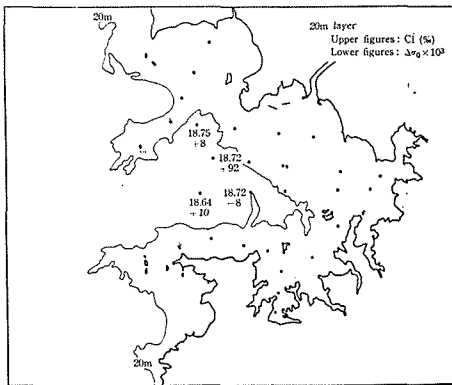 20m
20m layer
Upper figures: Cl (‰)
Lower figures: Δσ₀×10³
18.75
+8
18.72
+92
18.72
-8
18.64
+10
20m